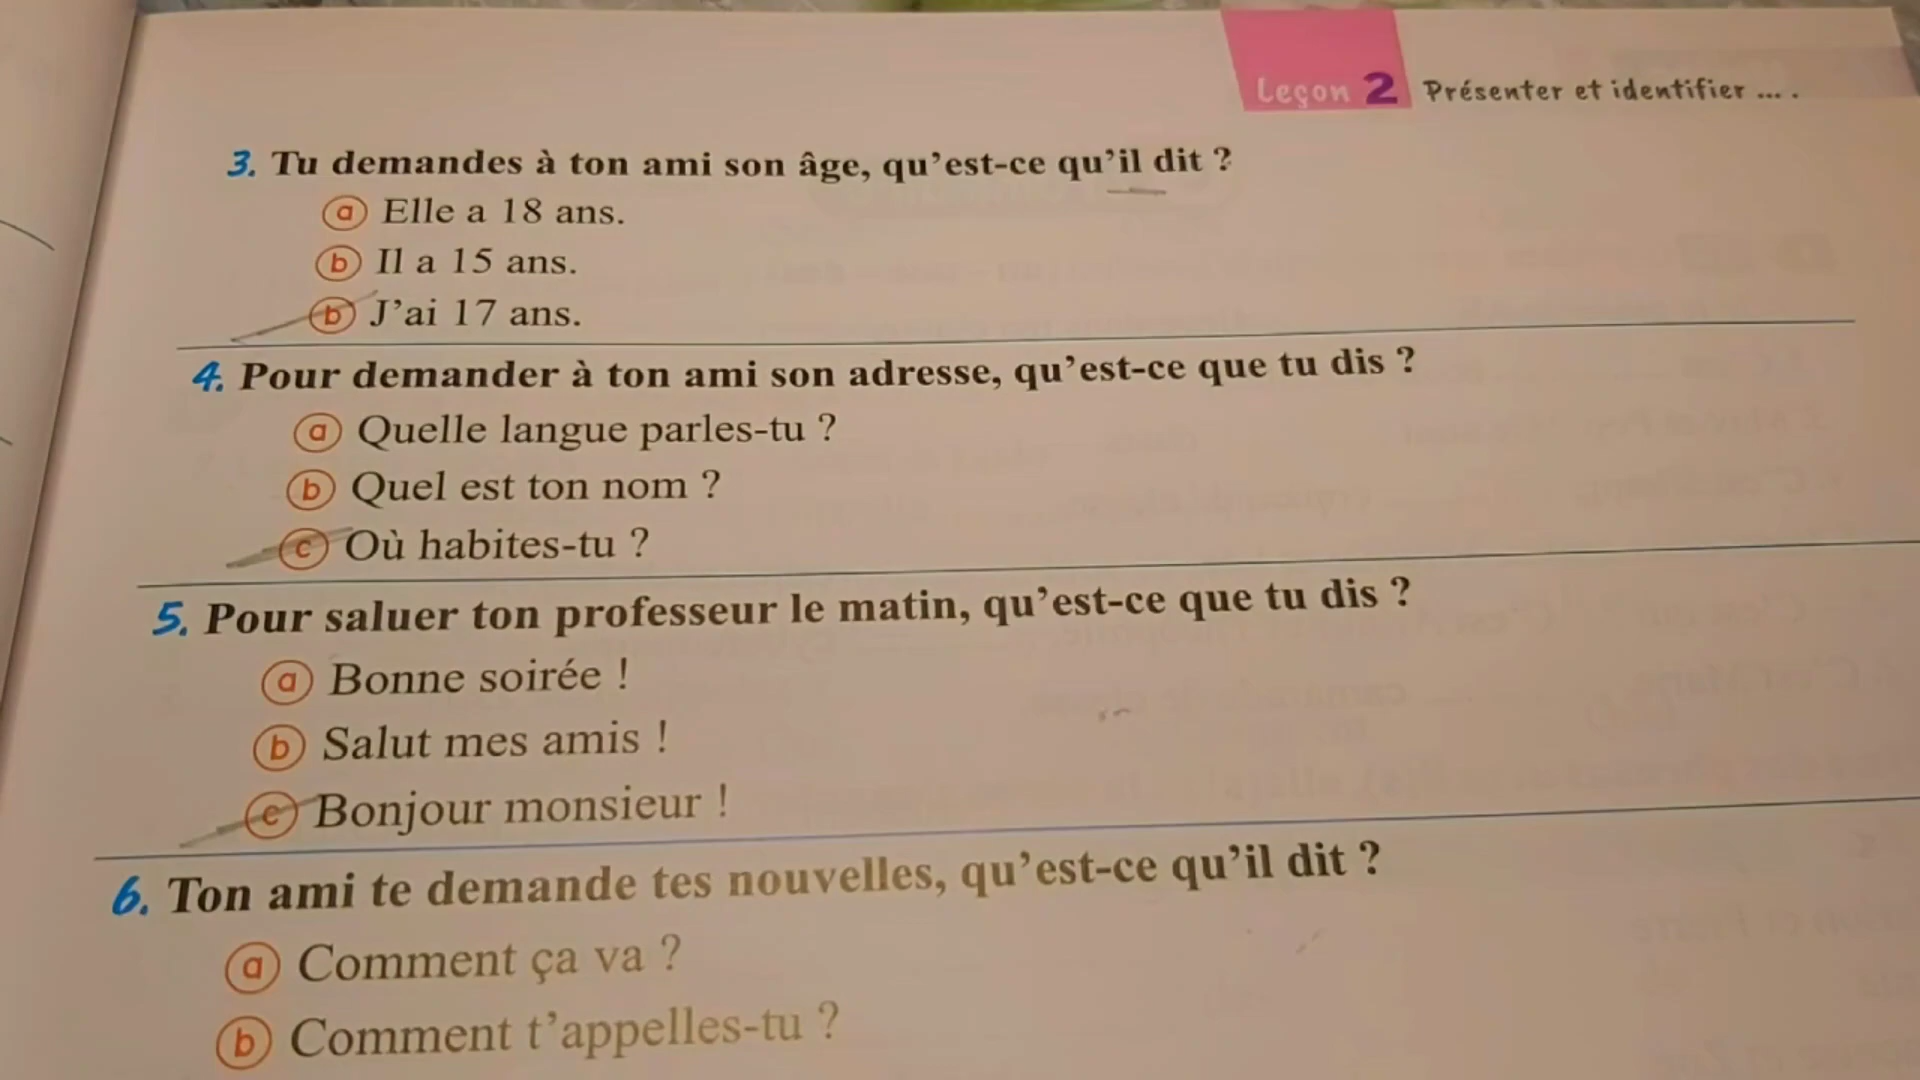 Leçon 2 Présenter et identifier ... .
3. Tu demandes à ton ami son âge, qu'est-ce qu'il dit ?
a Elle a 18 ans.
b Il a 15 ans.
b J'ai 17 ans.
4. Pour demander à ton ami son adresse, qu'est-ce que tu dis ?
a Quelle langue parles-tu ?
b Quel est ton nom ?
c Où habites-tu ?
5. Pour saluer ton professeur le matin, qu'est-ce que tu dis ?
a Bonne soirée !
b Salut mes amis !
c Bonjour monsieur !
6. Ton ami te demande tes nouvelles, qu'est-ce qu'il dit ?
a Comment ça va ?
b Comment t'appelles-tu ?